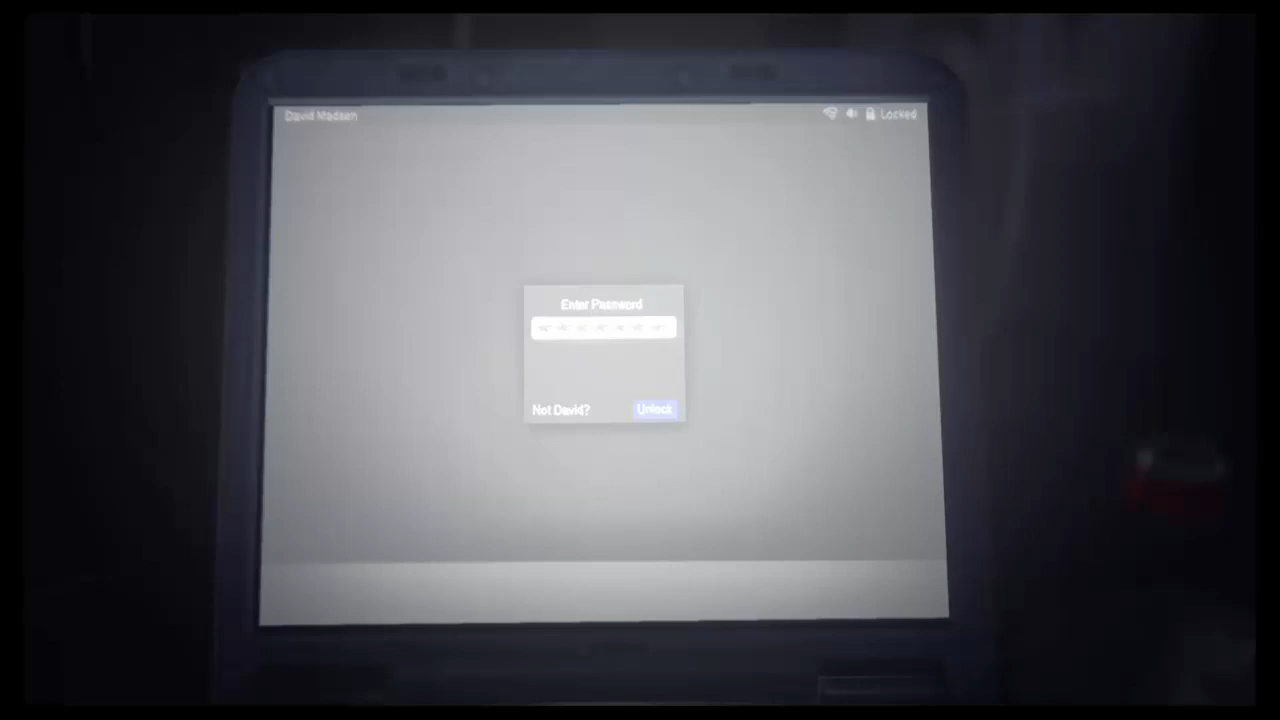 David Madsen
Locked
Enter Password
*******
Not David?
Unlock